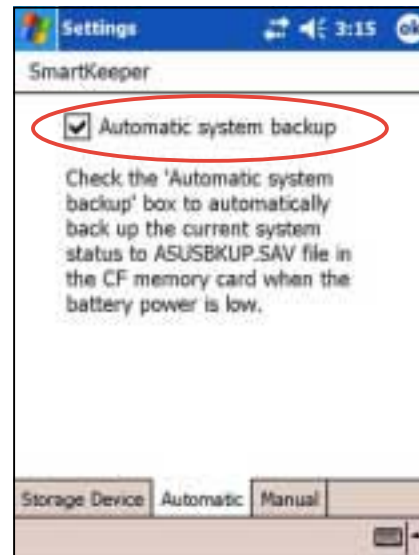 Settings 3:15 ok
SmartKeeper
Automatic system backup
Check the 'Automatic system
backup' box to automatically
back up the current system
status to ASUSBKUP.SAV file in
the CF memory card when the
battery power is low.
Storage Device Automatic Manual